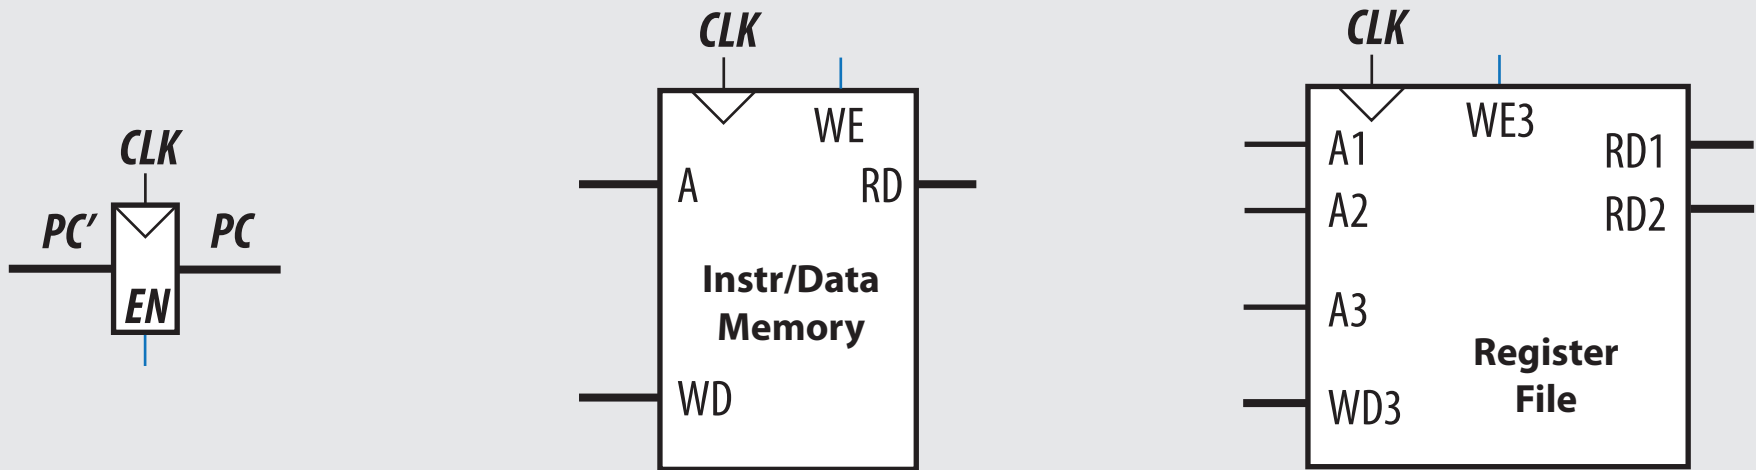 CLK
PC′
PC
EN
CLK
WE
A
RD
Instr/Data
Memory
WD
CLK
WE3
A1
RD1
A2
RD2
A3
Register
File
WD3